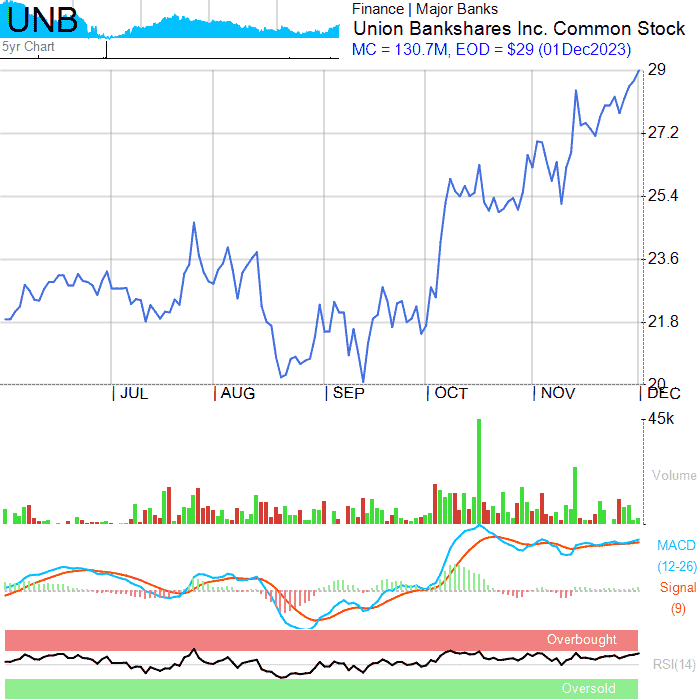 UNB
5yr Chart
Finance | Major Banks
Union Bankshares Inc. Common Stock
MC = 130.7M, EOD = $29 (01Dec2023)
29
27.2
25.4
23.6
21.8
20
JUL AUG SEP OCT NOV DEC
45k
Volume
MACD
(12-26)
Signal
(9)
Overbought
RSI(14)
Oversold